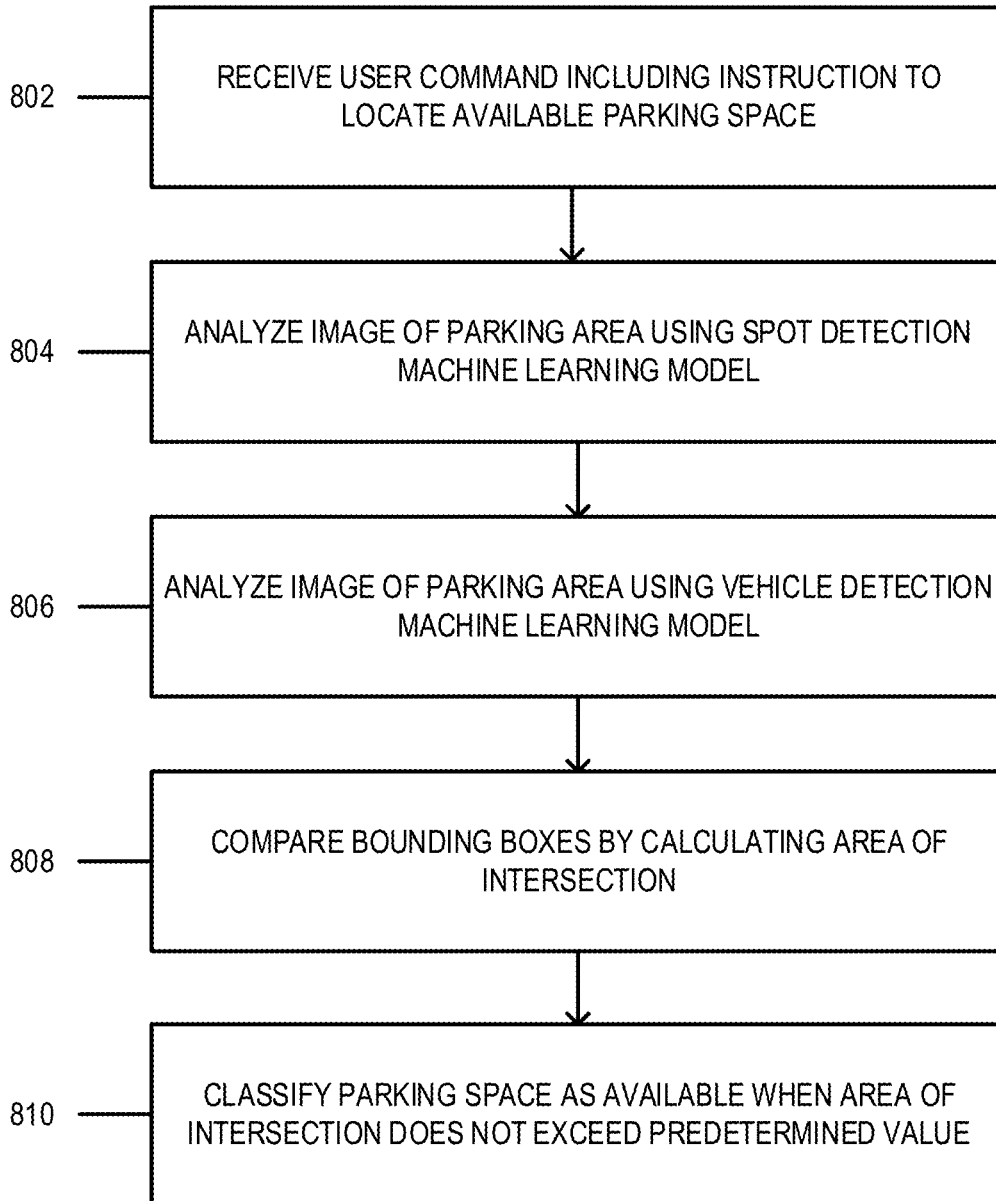 802
RECEIVE USER COMMAND INCLUDING INSTRUCTION TO
LOCATE AVAILABLE PARKING SPACE
804
ANALYZE IMAGE OF PARKING AREA USING SPOT DETECTION
MACHINE LEARNING MODEL
806
ANALYZE IMAGE OF PARKING AREA USING VEHICLE DETECTION
MACHINE LEARNING MODEL
808
COMPARE BOUNDING BOXES BY CALCULATING AREA OF
INTERSECTION
810
CLASSIFY PARKING SPACE AS AVAILABLE WHEN AREA OF
INTERSECTION DOES NOT EXCEED PREDETERMINED VALUE